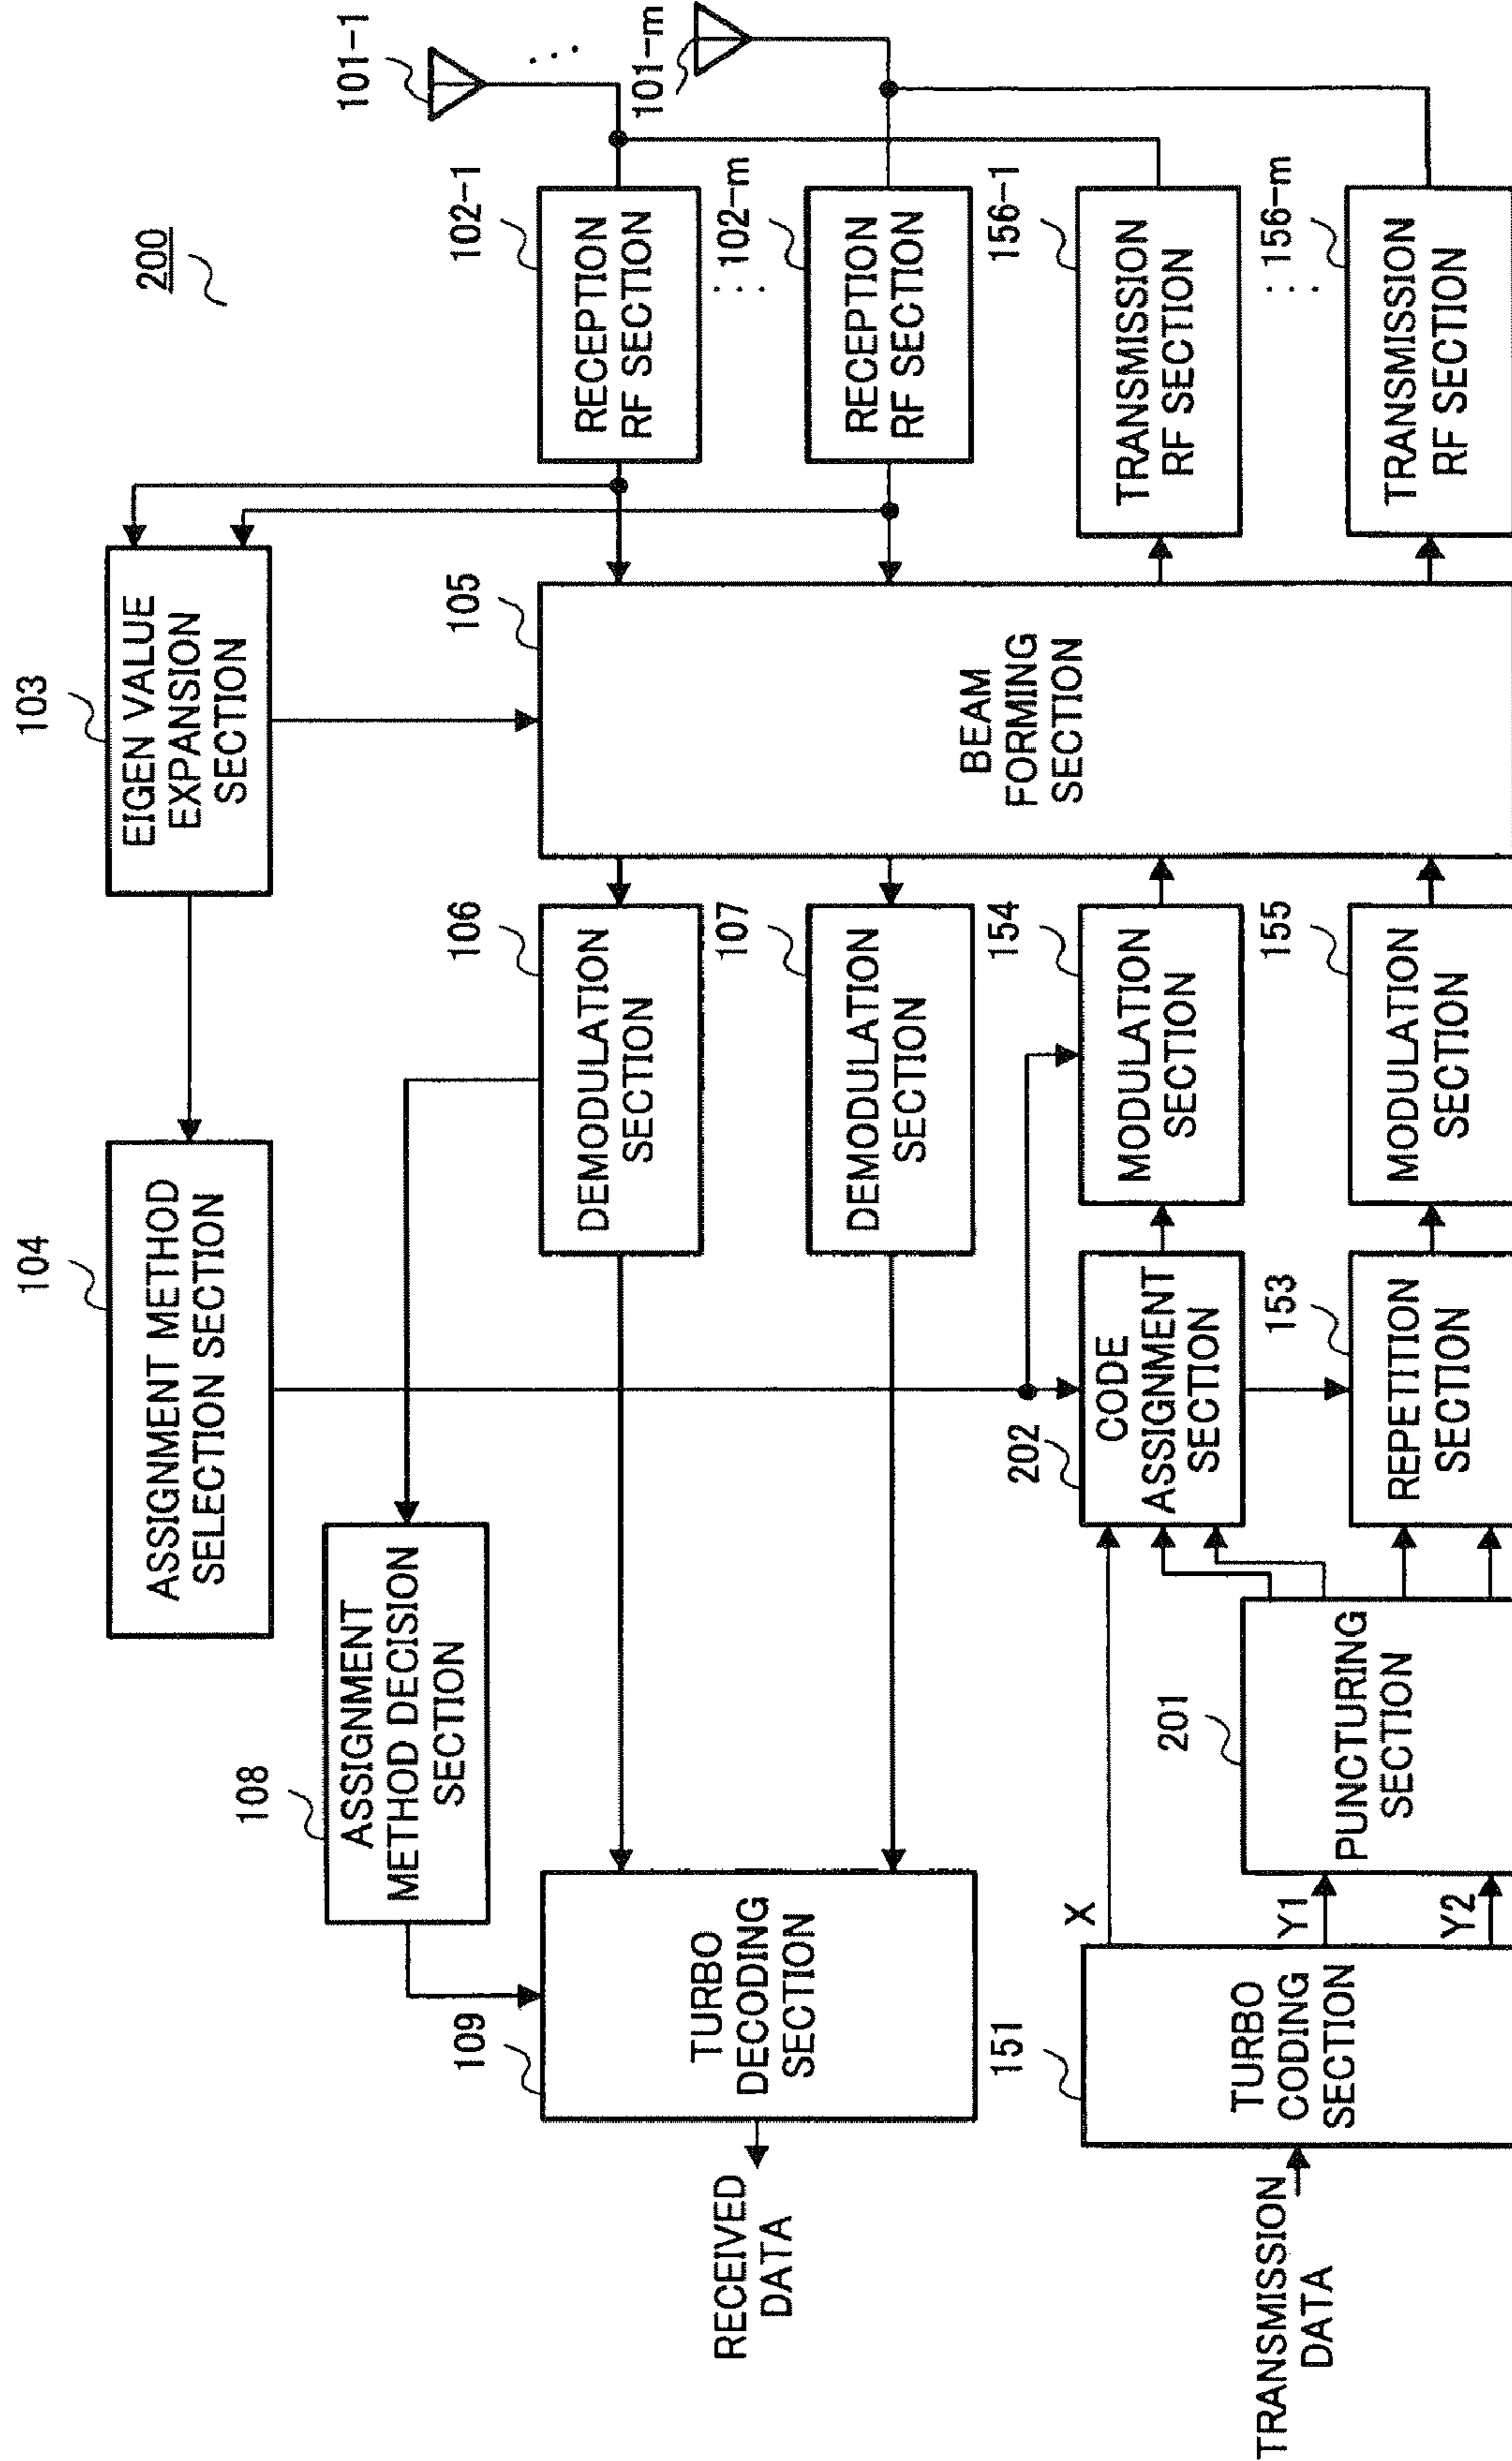 200
103
EIGEN VALUE
EXPANSION
SECTION
104
ASSIGNMENT METHOD
SELECTION SECTION
108
ASSIGNMENT
METHOD DECISION
SECTION
101-1
101-m
102-1
RECEPTION
RF SECTION
102-m
RECEPTION
RF SECTION
156-1
TRANSMISSION
RF SECTION
156-m
TRANSMISSION
RF SECTION
105
BEAM
FORMING
SECTION
106
DEMODULATION
SECTION
107
DEMODULATION
SECTION
154
MODULATION
SECTION
155
MODULATION
SECTION
109
TURBO
DECODING
SECTION
RECEIVED
DATA
202
CODE
ASSIGNMENT
SECTION
153
REPETITION
SECTION
201
PUNCTURING
SECTION
X
Y1
Y2
151
TURBO
CODING
SECTION
TRANSMISSION
DATA